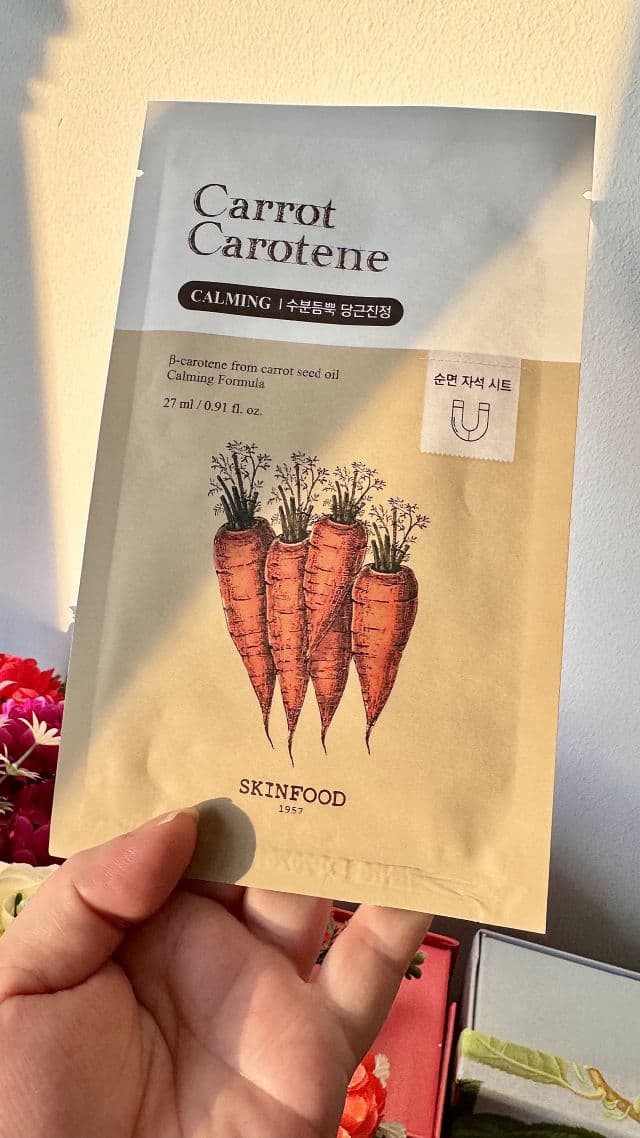 Carrot
Carotene
CALMING | 수분듬뿍 당근진정
β-carotene from carrot seed oil
Calming Formula
27 ml / 0.91 fl. oz.
순면 자석 시트
SKINFOOD
1957